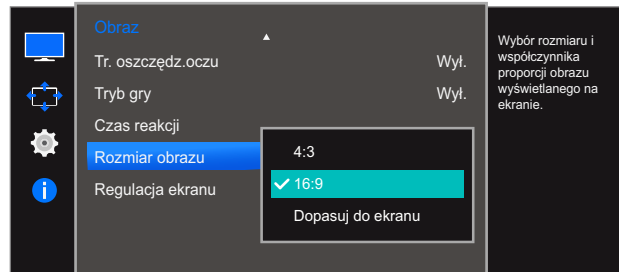 Obraz
Tr. oszczędz.oczu Wył.
Tryb gry Wył.
Czas reakcji
Rozmiar obrazu
Regulacja ekranu
4:3
16:9
Dopasuj do ekranu
Wybór rozmiaru i
współczynnika
proporcji obrazu
wyświetlanego na
ekranie.